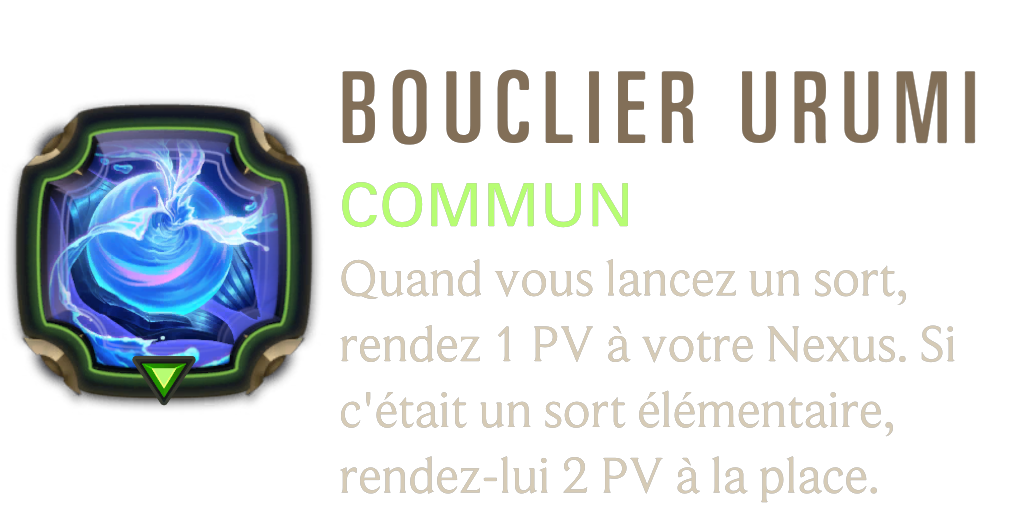 BOUCLIER URUMI
COMMUN
Quand vous lancez un sort,
rendez 1 PV à votre Nexus. Si
c'était un sort élémentaire,
rendez-lui 2 PV à la place.